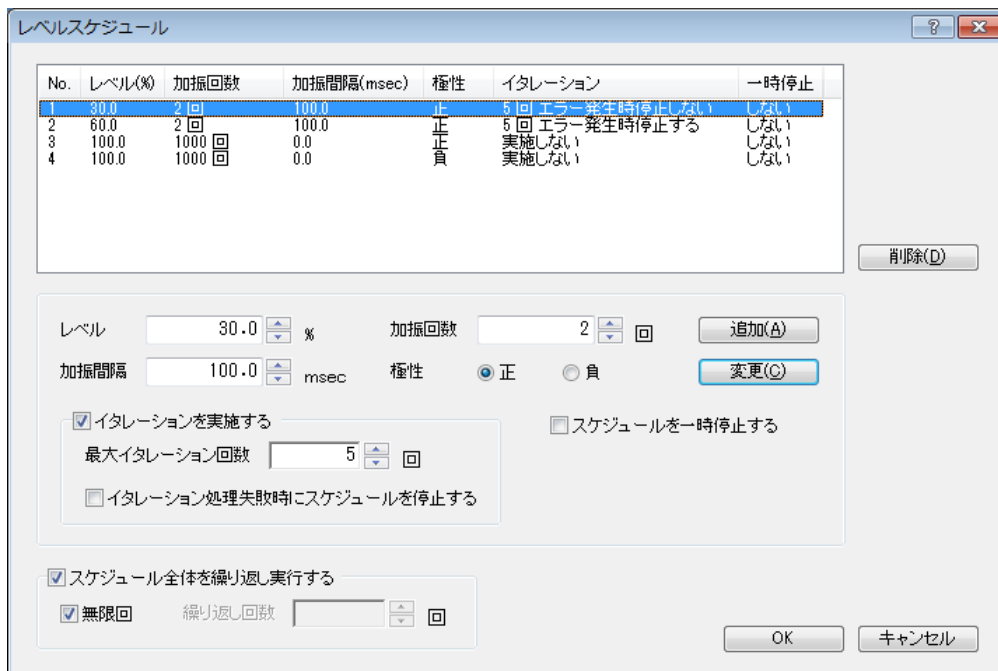 レベルスケジュール
No. レベル(%) 加振回数 加振間隔(msec) 極性 イタレーション 一時停止
1 30.0 2 回 100.0 正 5 回 エラー発生時停止しない しない
2 60.0 2 回 100.0 正 5 回 エラー発生時停止する しない
3 100.0 1000 回 0.0 正 実施しない しない
4 100.0 1000 回 0.0 負 実施しない しない
削除(D)
レベル 30.0 % 加振回数 2 回 追加(A)
加振間隔 100.0 msec 極性 正 負 変更(C)
イタレーションを実施する スケジュールを一時停止する
最大イタレーション回数 5 回
イタレーション処理失敗時にスケジュールを停止する
スケジュール全体を繰り返し実行する
無限回 繰り返し回数 回
OK キャンセル